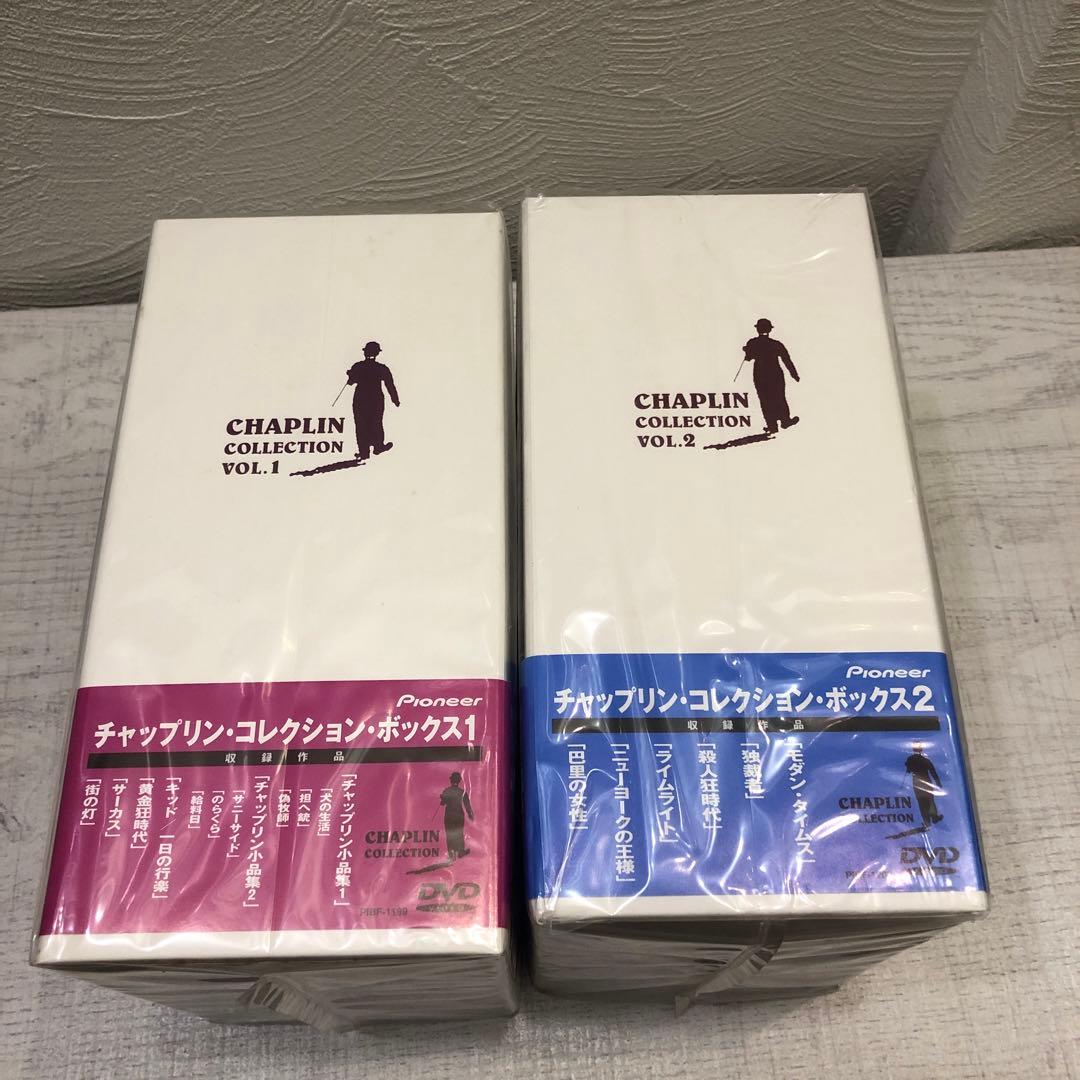 CHAPLIN
COLLECTION
VOL.1
Pioneer
チャップリン・コレクション・ボックス1
収録作品
「チャップリン小品集1」
「犬の生活」
「担へ銃」
「偽牧師」
「チャップリン小品集2」
「サニーサイド」
「のらくら」
「給料日」
「キッド/一日の行楽」
「黄金狂時代」
「サーカス」
「街の灯」
CHAPLIN
COLLECTION
DVD
PIBF-1199
CHAPLIN
COLLECTION
VOL.2
Pioneer
チャップリン・コレクション・ボックス2
収録作品
「モダン・タイムス」
「独裁者」
「殺人狂時代」
「ライムライト」
「ニューヨークの王様」
「巴里の女性」
CHAPLIN
COLLECTION
DVD